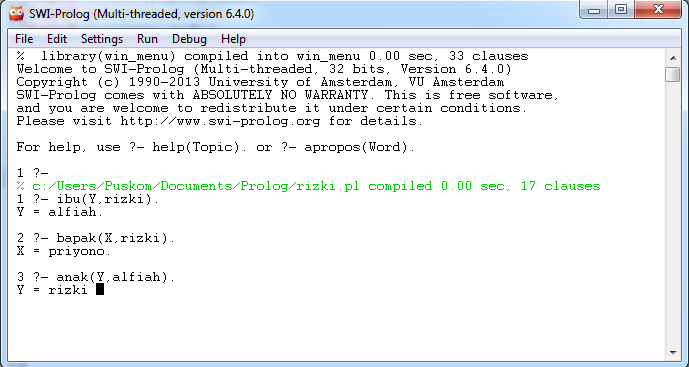 SWI-Prolog (Multi-threaded, version 6.4.0)
File Edit Settings Run Debug Help
%  library(win_menu) compiled into win_menu 0.00 sec, 33 clauses
Welcome to SWI-Prolog (Multi-threaded, 32 bits, Version 6.4.0)
Copyright (c) 1990-2013 University of Amsterdam, VU Amsterdam
SWI-Prolog comes with ABSOLUTELY NO WARRANTY. This is free software,
and you are welcome to redistribute it under certain conditions.
Please visit http://www.swi-prolog.org for details.
For help, use ?- help(Topic). or ?- apropos(Word).
1 ?-
% c:/Users/Puskom/Documents/Prolog/rizki.pl compiled 0.00 sec, 17 clauses
1 ?- ibu(Y,rizki).
Y = alfiah.
2 ?- bapak(X,rizki).
X = priyono.
3 ?- anak(Y,alfiah).
Y = rizki